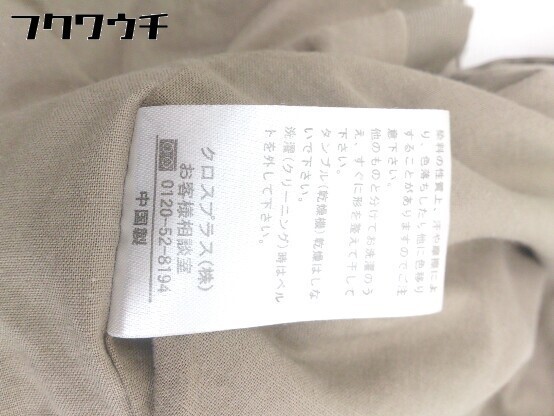 フクワウチ
給料の性質上、汗や摩擦によ
り、色落ちしたり他に色移り
することがありますのでご注
意下さい。
他のものと分けてお洗濯のう
え、すぐに形を整えて干して
下さい。
タンブル(乾燥機)乾燥はしな
いで下さい。
洗濯(クリーニング)時はベル
トを外して下さい。
クロスプラス(株)
お客様相談室
0120-52-8194
中国製